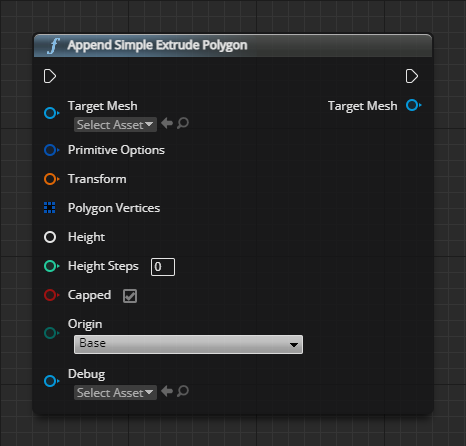 Append Simple Extrude Polygon
Target Mesh
Target Mesh
Select Asset
Primitive Options
Transform
Polygon Vertices
Height
Height Steps 0
Capped
Origin
Base
Debug
Select Asset